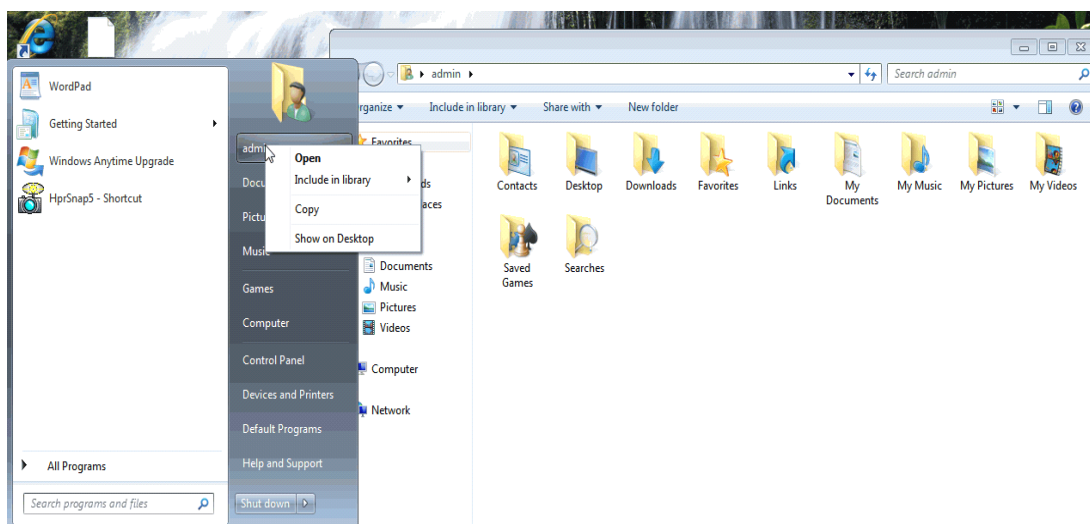 WordPad
Getting Started
Windows Anytime Upgrade
HprSnap5 - Shortcut
All Programs
Search programs and files
Games
Computer
Control Panel
Devices and Printers
Default Programs
Help and Support
Shut down
Open
Include in library
Copy
Show on Desktop
admin
Search admin
Include in library
Share with
New folder
Favorites
Documents
Music
Pictures
Videos
Computer
Network
Contacts
Desktop
Downloads
Favorites
Links
My Documents
My Music
My Pictures
My Videos
Saved Games
Searches